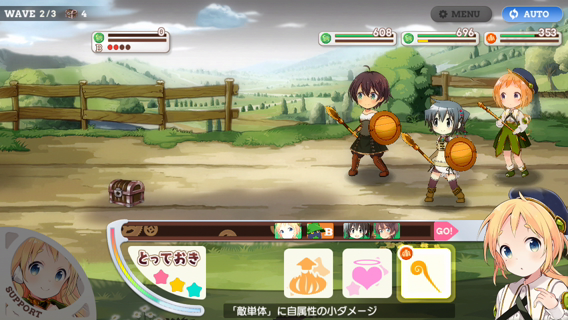 WAVE 2/3 4
MENU
AUTO
0
B
608
696
353
B
GO!
とっておき
SUPPORT
「敵単体」に自属性の小ダメージ